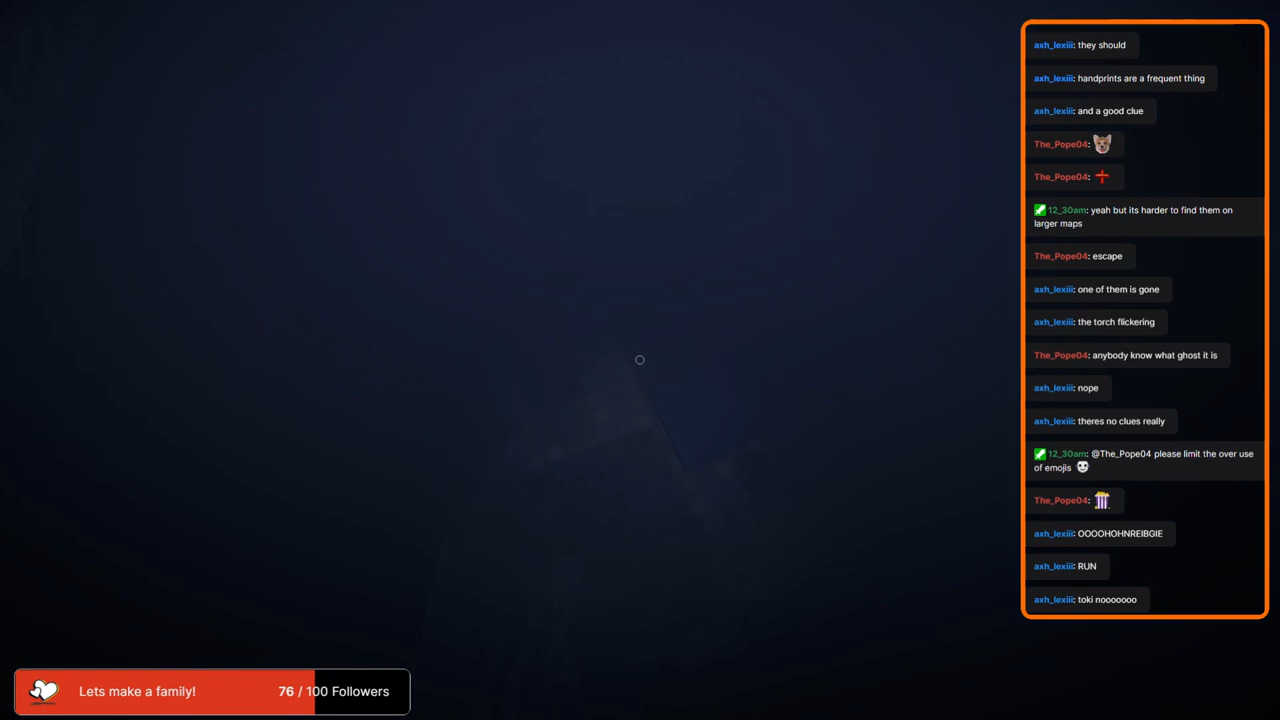 axh_lexiii: they should
axh_lexiii: handprints are a frequent thing
axh_lexiii: and a good clue
The_Pope04:
The_Pope04:
12_30am: yeah but its harder to find them on
larger maps
The_Pope04: escape
axh_lexiii: one of them is gone
axh_lexiii: the torch flickering
The_Pope04: anybody know what ghost it is
axh_lexiii: nope
axh_lexiii: theres no clues really
12_30am: @The_Pope04 please limit the over use
of emojis
The_Pope04:
axh_lexiii: OOOOHOHNREIBGIE
axh_lexiii: RUN
axh_lexiii: toki nooooooo
Lets make a family! 76 / 100 Followers